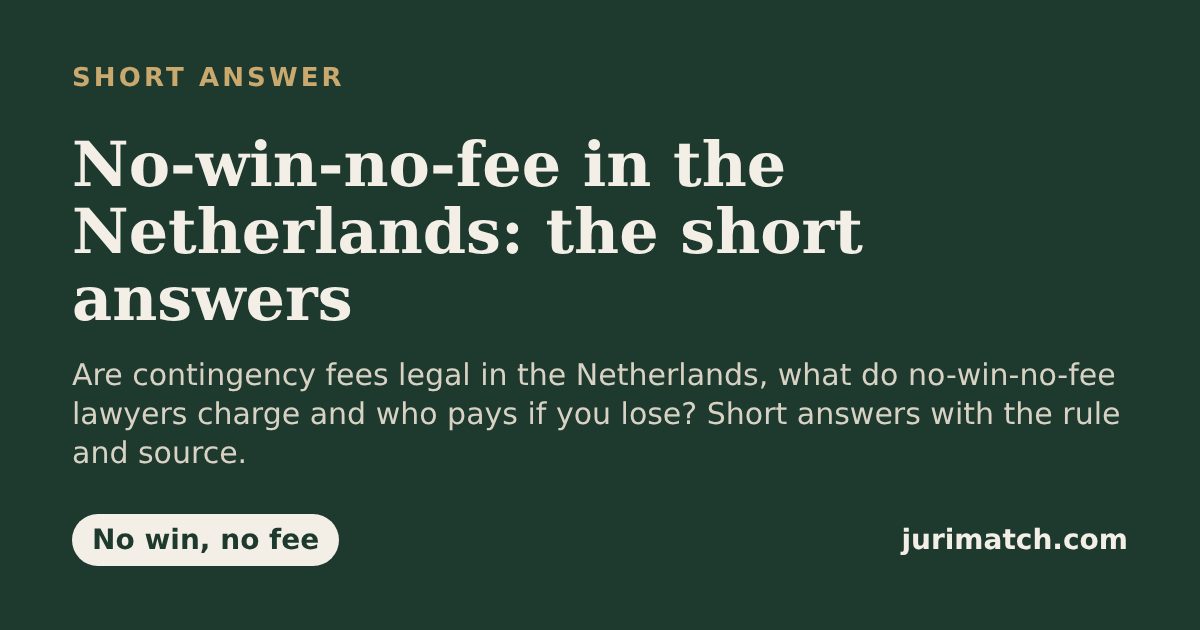 SHORT ANSWER
No-win-no-fee in the
Netherlands: the short
answers
Are contingency fees legal in the Netherlands, what do no-win-no-fee
lawyers charge and who pays if you lose? Short answers with the rule
and source.
No win, no fee
jurimatch.com